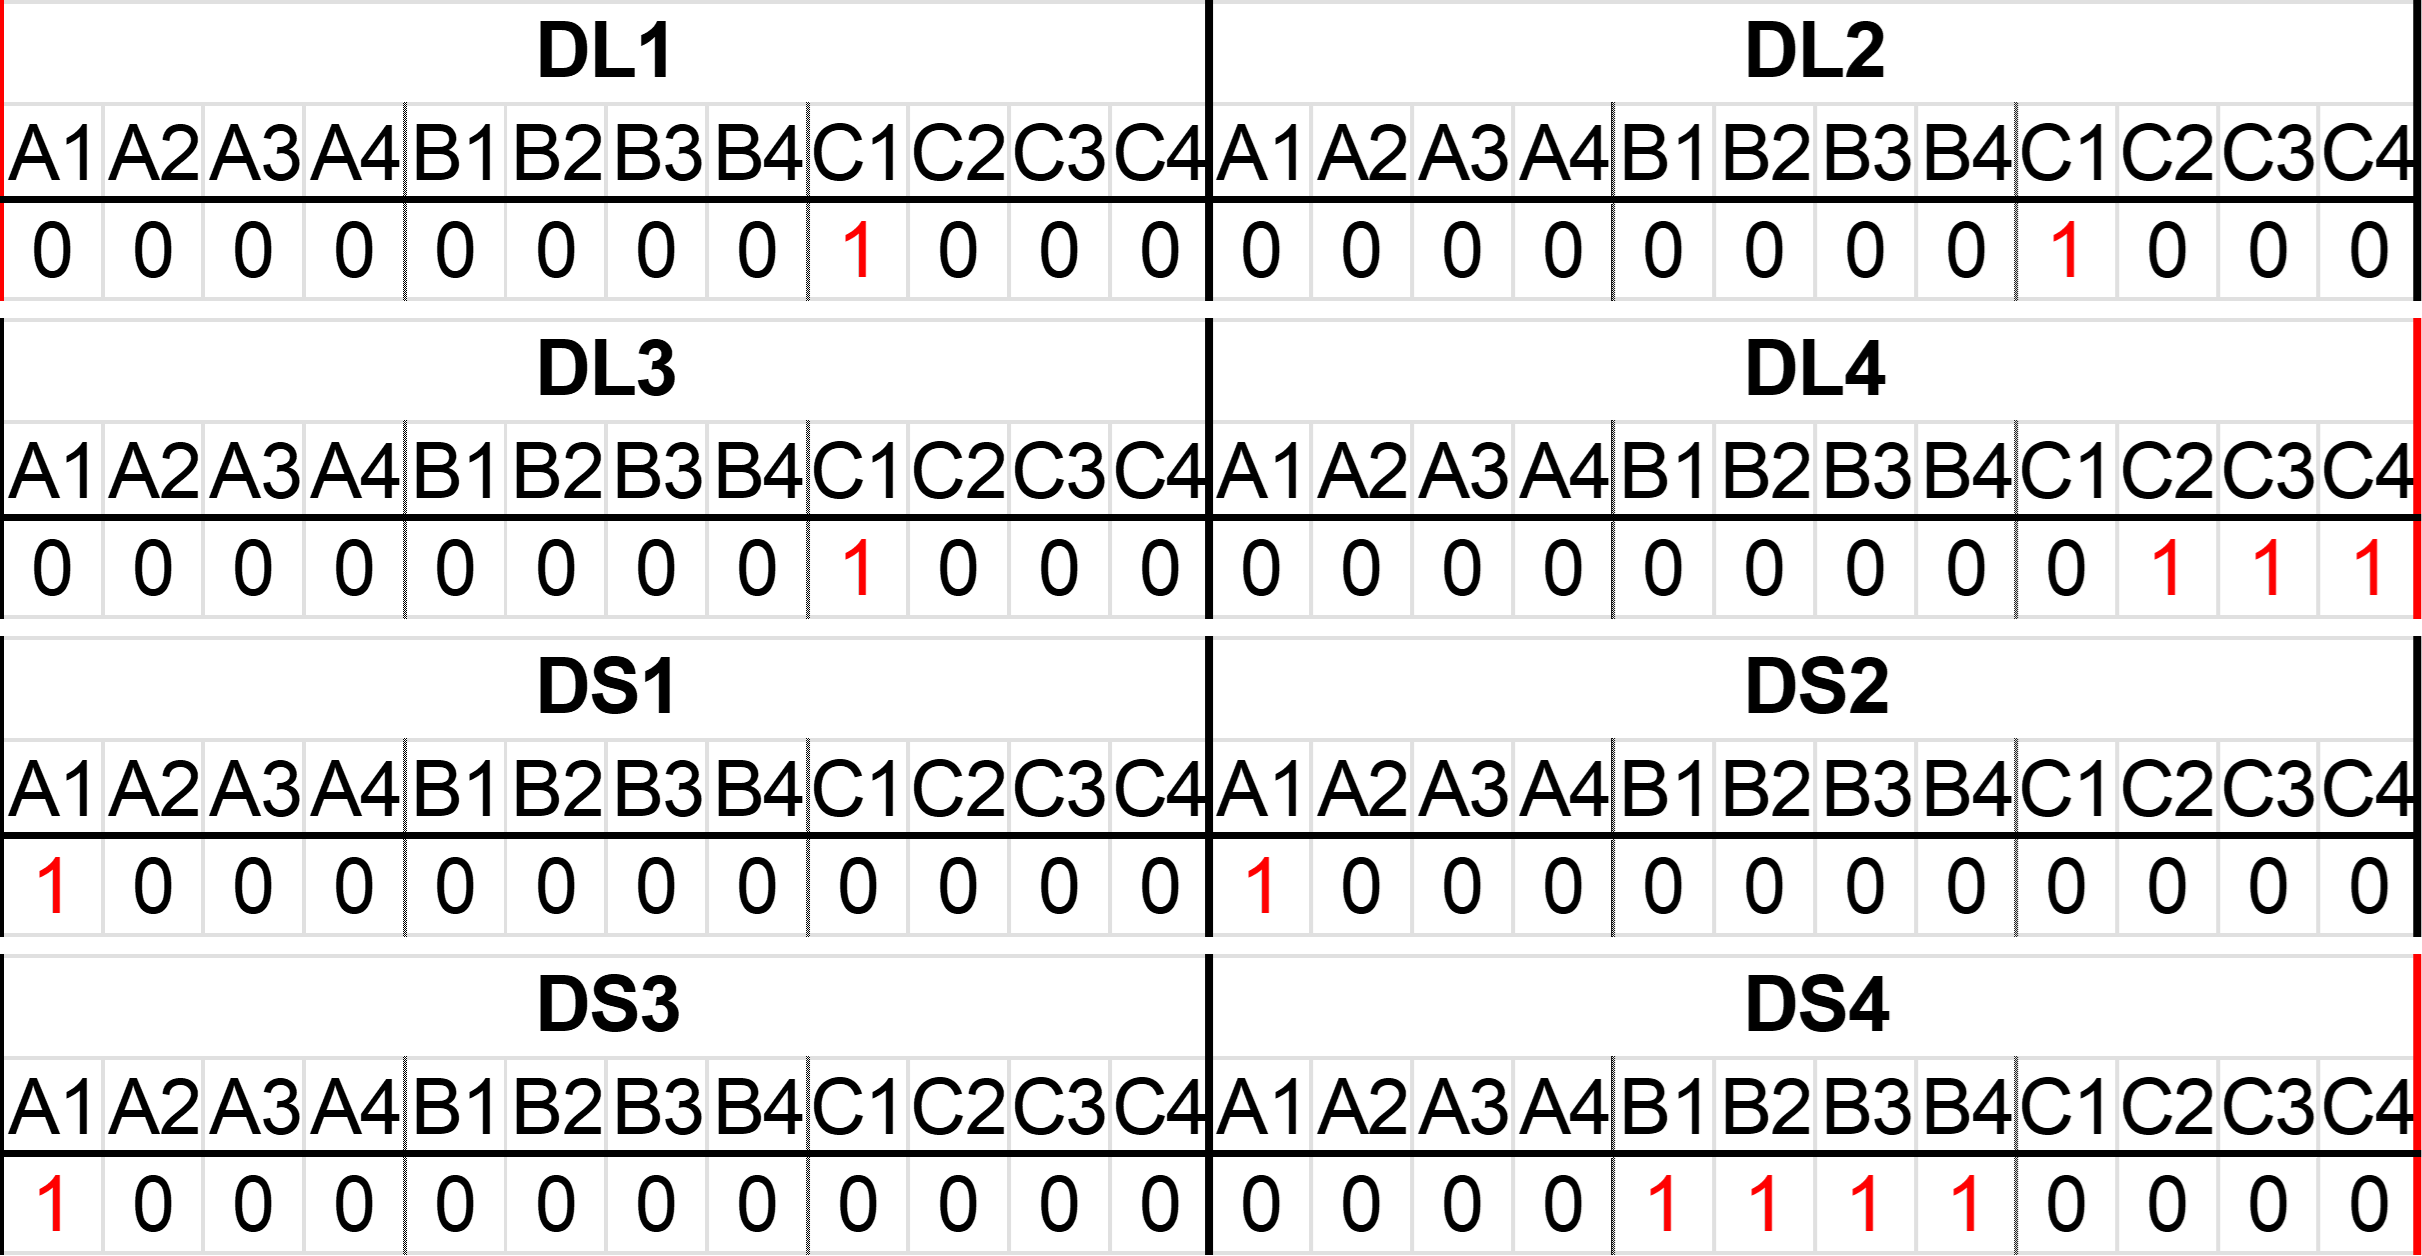 DL1 DL2
A1 A2 A3 A4 B1 B2 B3 B4 C1 C2 C3 C4 A1 A2 A3 A4 B1 B2 B3 B4 C1 C2 C3 C4
0 0 0 0 0 0 0 0 1 0 0 0 0 0 0 0 0 0 0 0 1 0 0 0
DL3 DL4
A1 A2 A3 A4 B1 B2 B3 B4 C1 C2 C3 C4 A1 A2 A3 A4 B1 B2 B3 B4 C1 C2 C3 C4
0 0 0 0 0 0 0 0 1 0 0 0 0 0 0 0 0 0 0 0 0 1 1 1
DS1 DS2
A1 A2 A3 A4 B1 B2 B3 B4 C1 C2 C3 C4 A1 A2 A3 A4 B1 B2 B3 B4 C1 C2 C3 C4
1 0 0 0 0 0 0 0 0 0 0 0 1 0 0 0 0 0 0 0 0 0 0 0
DS3 DS4
A1 A2 A3 A4 B1 B2 B3 B4 C1 C2 C3 C4 A1 A2 A3 A4 B1 B2 B3 B4 C1 C2 C3 C4
1 0 0 0 0 0 0 0 0 0 0 0 0 0 0 0 1 1 1 1 0 0 0 0